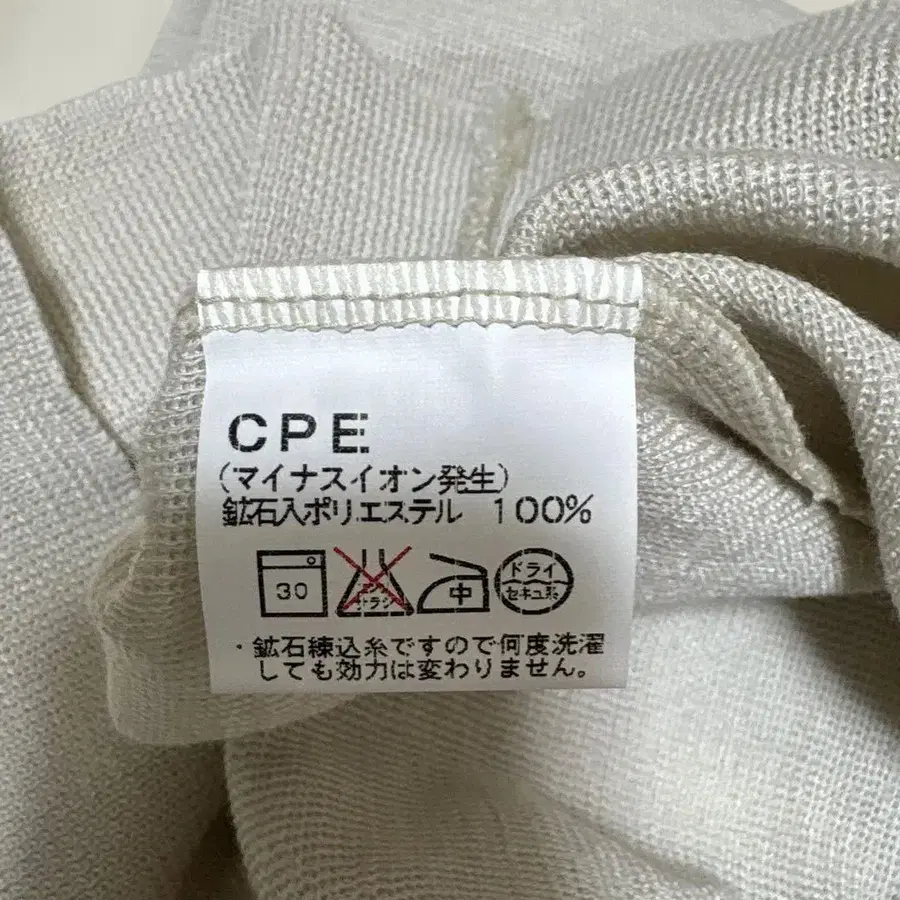 CPE
(マイナスイオン発生)
鉱石入ポリエステル 100%
30
エンソ
サラシ
中
ドライ
セキユ系
・鉱石練込糸ですので何度洗濯
しても効力は変わりません。